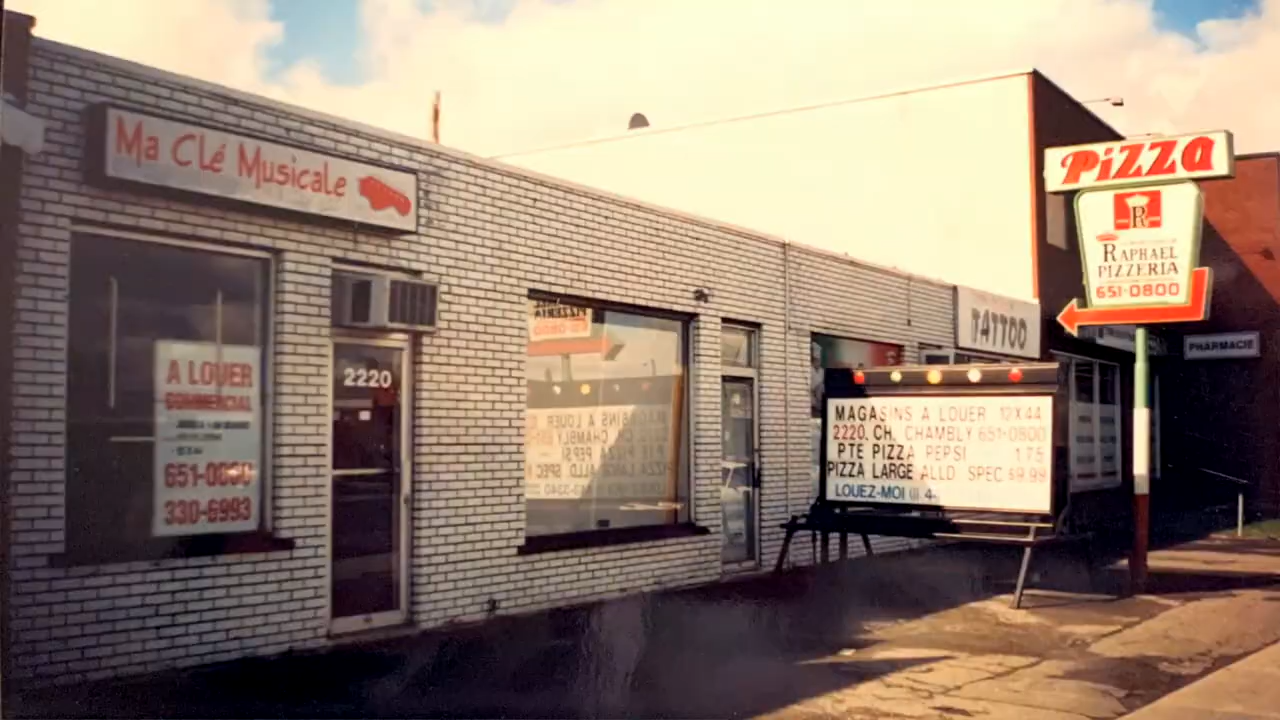 Ma Clé Musicale
A LOUER
COMMERCIAL
651-0800
330-6993
2220
TATTOO
MAGASINS A LOUER 12X44
2220. CH. CHAMBLY 651-0800
PTE PIZZA PEPSI 1.75
PIZZA LARGE ALLD. SPEC $9.99
LOUEZ-MOI
Pizza
R
RAPHAEL
PIZZERIA
651-0800
PHARMACIE